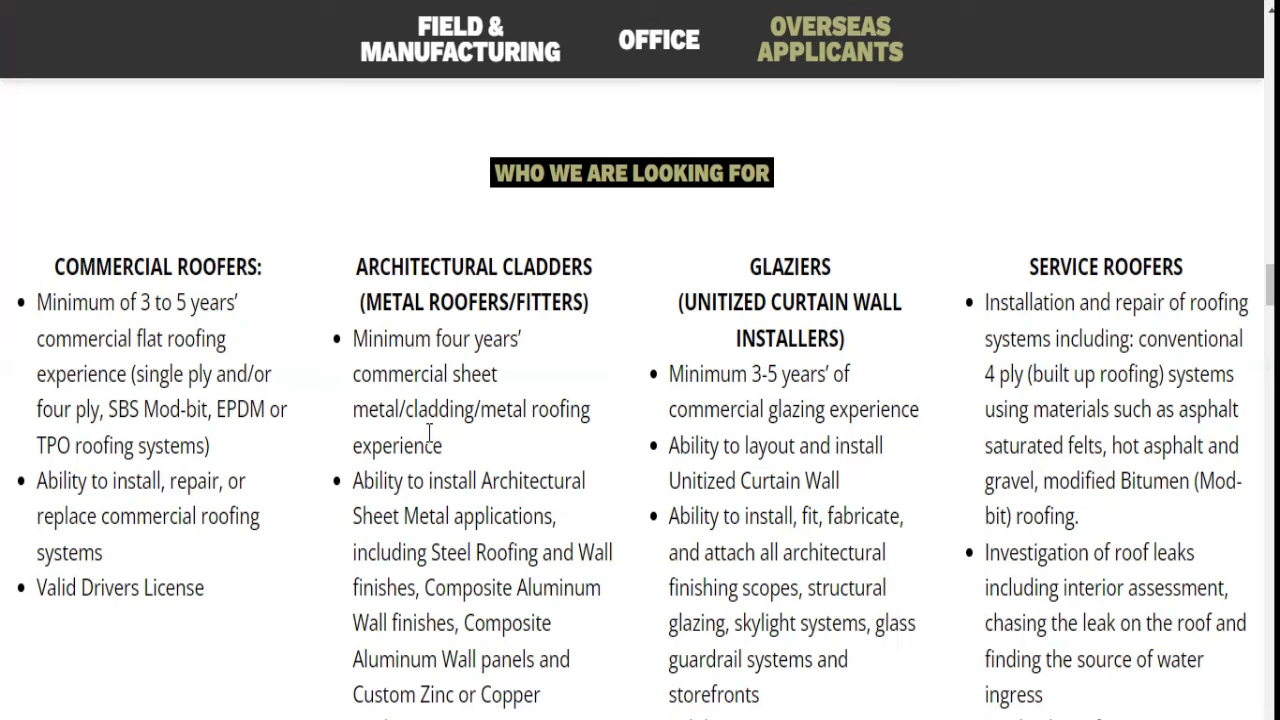 FIELD &
MANUFACTURING
OFFICE
OVERSEAS
APPLICANTS
WHO WE ARE LOOKING FOR
COMMERCIAL ROOFERS:
• Minimum of 3 to 5 years’
commercial flat roofing
experience (single ply and/or
four ply, SBS Mod-bit, EPDM or
TPO roofing systems)
• Ability to install, repair, or
replace commercial roofing
systems
• Valid Drivers License
ARCHITECTURAL CLADDERS
(METAL ROOFERS/FITTERS)
• Minimum four years’
commercial sheet
metal/cladding/metal roofing
experience
• Ability to install Architectural
Sheet Metal applications,
including Steel Roofing and Wall
finishes, Composite Aluminum
Wall finishes, Composite
Aluminum Wall panels and
Custom Zinc or Copper
GLAZIERS
(UNITIZED CURTAIN WALL
INSTALLERS)
• Minimum 3-5 years’ of
commercial glazing experience
• Ability to layout and install
Unitized Curtain Wall
• Ability to install, fit, fabricate,
and attach all architectural
finishing scopes, structural
glazing, skylight systems, glass
guardrail systems and
storefronts
SERVICE ROOFERS
• Installation and repair of roofing
systems including: conventional
4 ply (built up roofing) systems
using materials such as asphalt
saturated felts, hot asphalt and
gravel, modified Bitumen (Mod-
bit) roofing.
• Investigation of roof leaks
including interior assessment,
chasing the leak on the roof and
finding the source of water
ingress